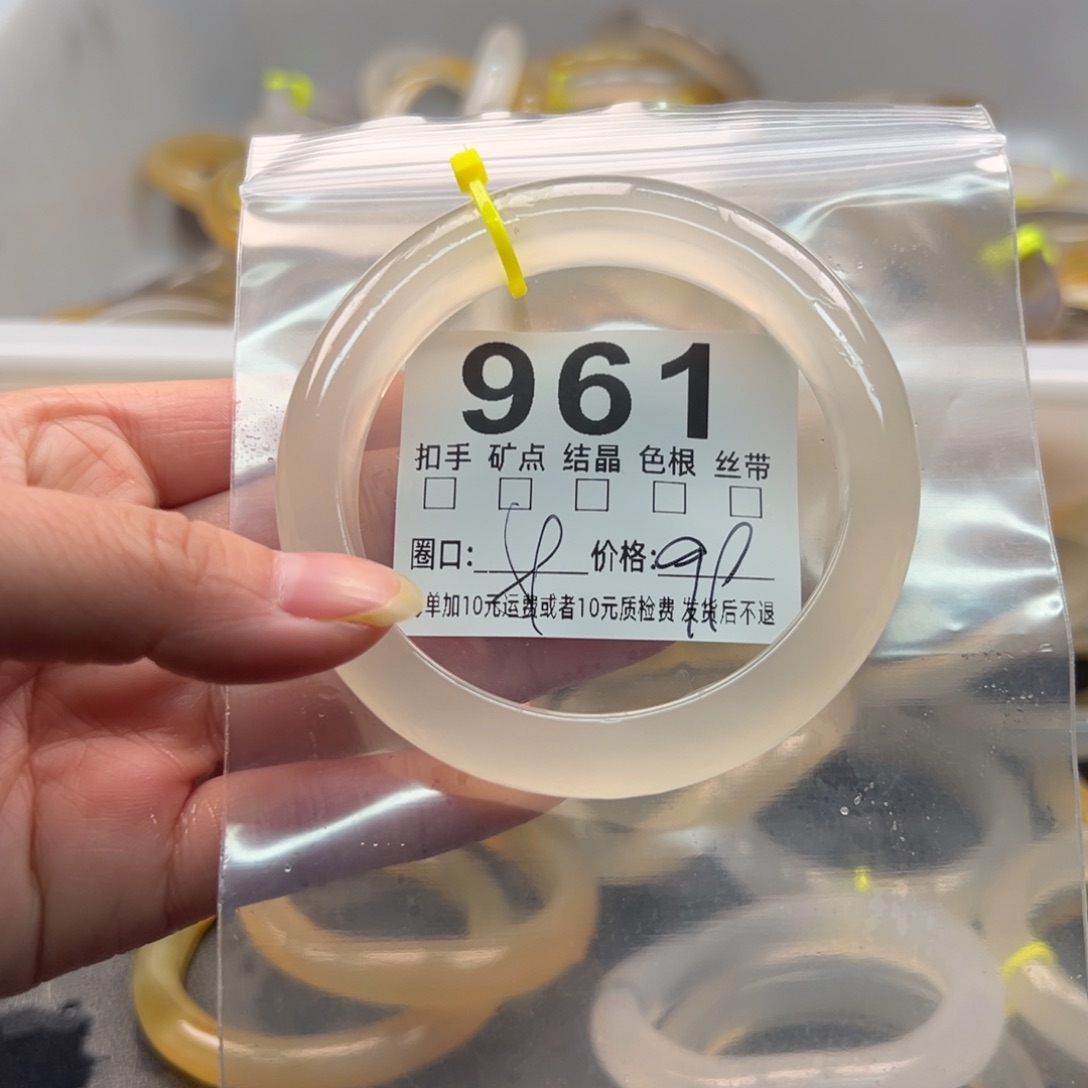 961
扣手 矿点 结晶 色根 丝带
圈口: 价格:
单加10元运费或者10元质检费 发货后不退